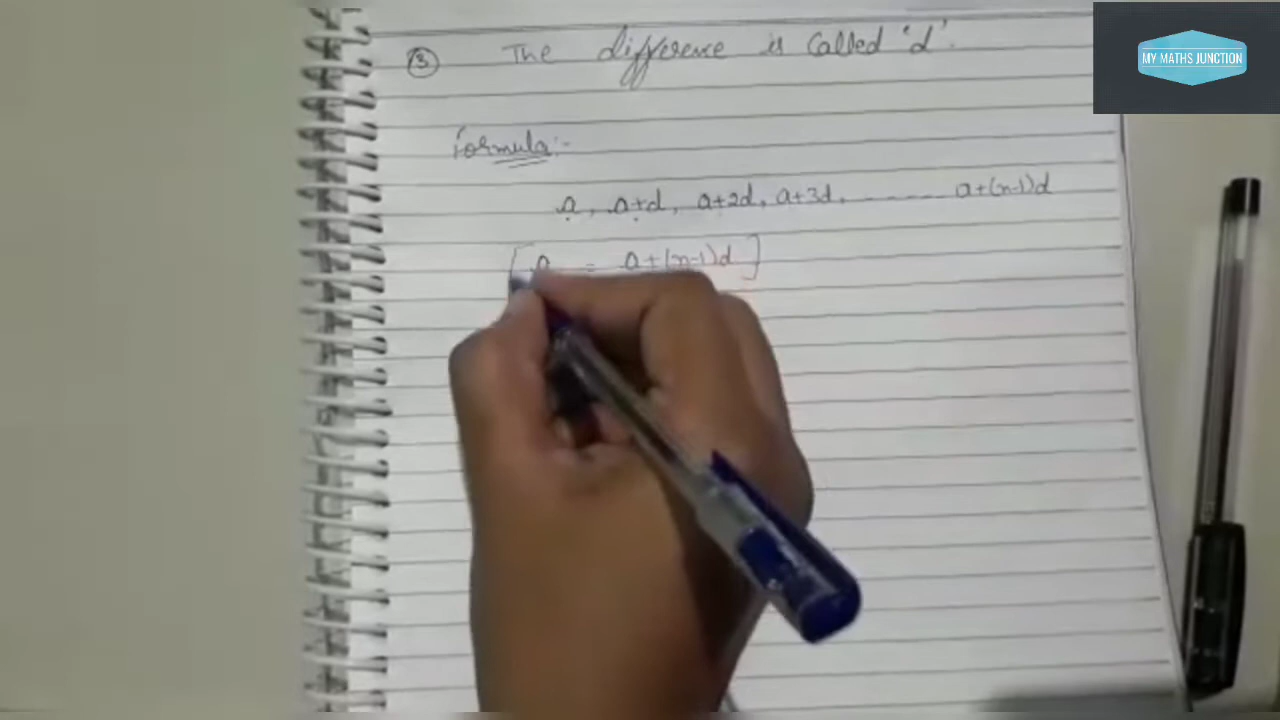 MY MATHS JUNCTION
③ The difference is called 'd'.
Formula:-
a, a+d, a+2d, a+3d, ------- a+(n-1)d
[a = a+(n-1)d]